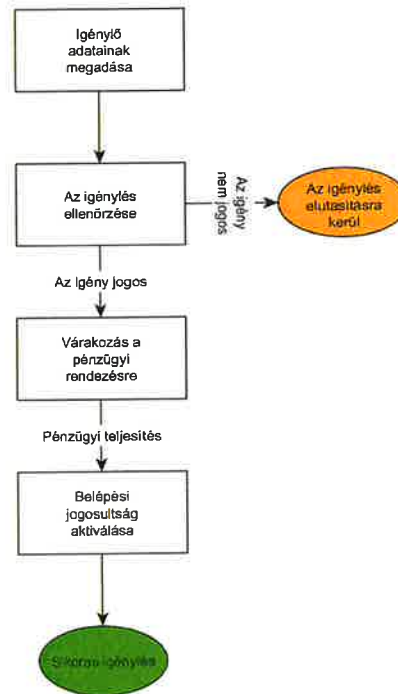 Igénylő
adatainak
megadása
Az igénylés
ellenőrzése
Az igény
nem jogos
Az igénylés
elutasításra
kerül
Az Igény jogos
Várakozás a
pénzügyi
rendezésre
Pénzügyi teljesítés
Belépési
jogosultság
aktiválása
Sikeres igénylés